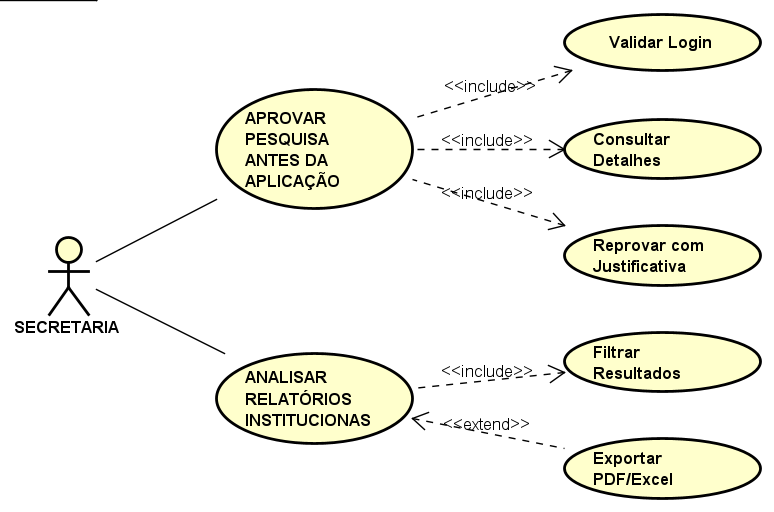 Validar Login
<<include>>
APROVAR
PESQUISA
ANTES DA
APLICAÇÃO
<<include>>
Consultar
Detalhes
<<include>>
Reprovar com
Justificativa
SECRETARIA
ANALISAR
RELATÓRIOS
INSTITUCIONAS
<<include>>
Filtrar
Resultados
<<extend>>
Exportar
PDF/Excel